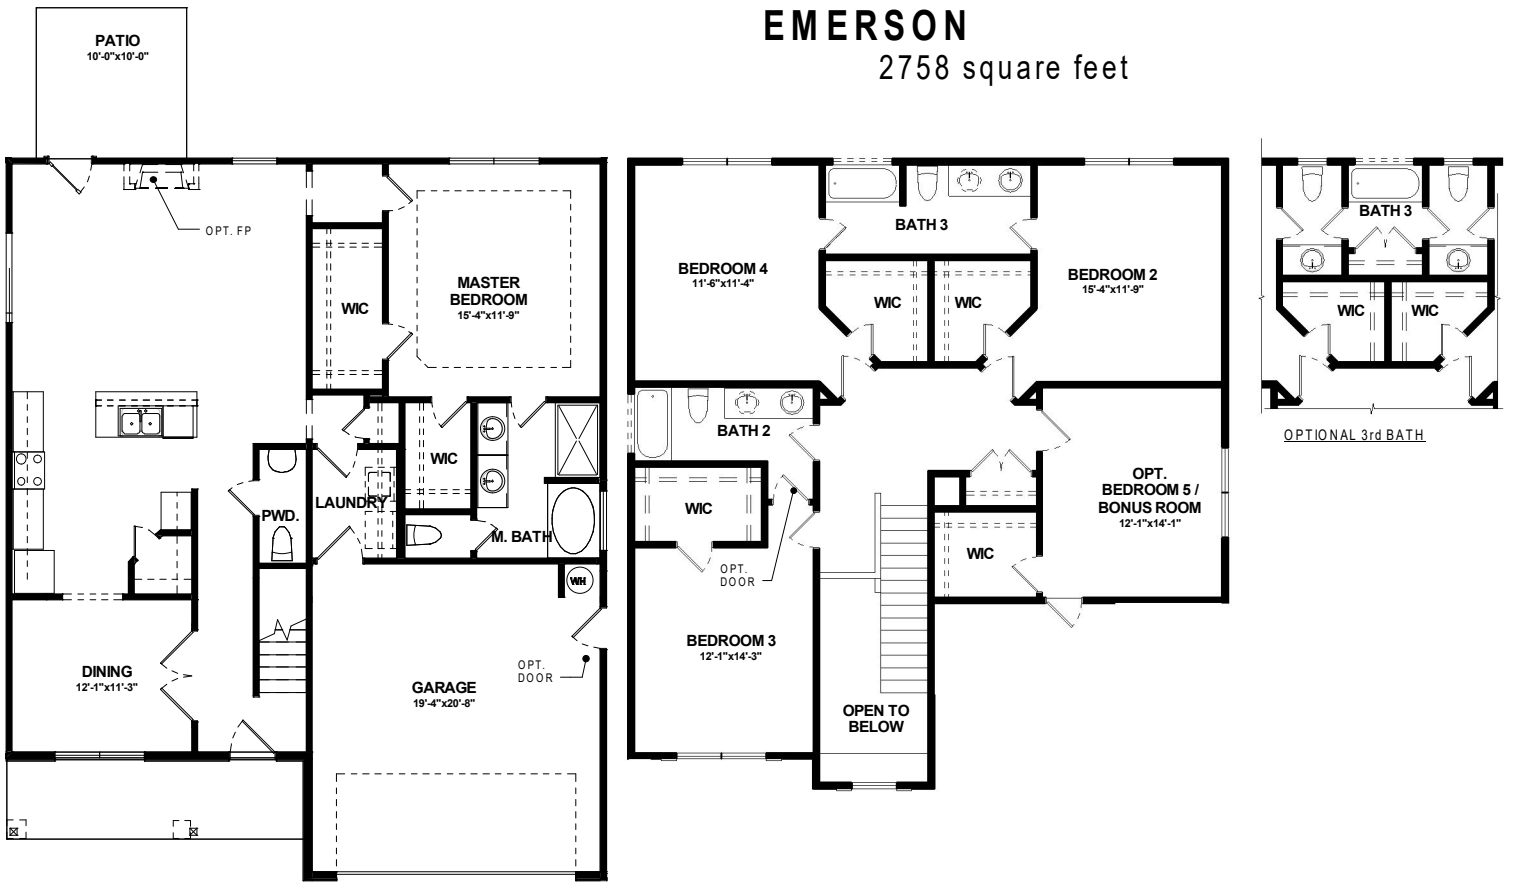 EMERSON
2758 square feet
PATIO
10'-0"x10'-0"
OPT. FP
MASTER
BEDROOM
15'-4"x11'-9"
WIC
WIC
LAUNDRY
PWD.
M. BATH
WH
DINING
12'-1"x11'-3"
OPT.
DOOR
GARAGE
19'-4"x20'-8"
BATH 3
BEDROOM 4
11'-6"x11'-4"
BEDROOM 2
15'-4"x11'-9"
WIC
WIC
BATH 2
WIC
OPT.
BEDROOM 5 /
BONUS ROOM
12'-1"x14'-1"
WIC
OPT.
DOOR
BEDROOM 3
12'-1"x14'-3"
OPEN TO
BELOW
BATH 3
WIC
WIC
OPTIONAL 3rd BATH